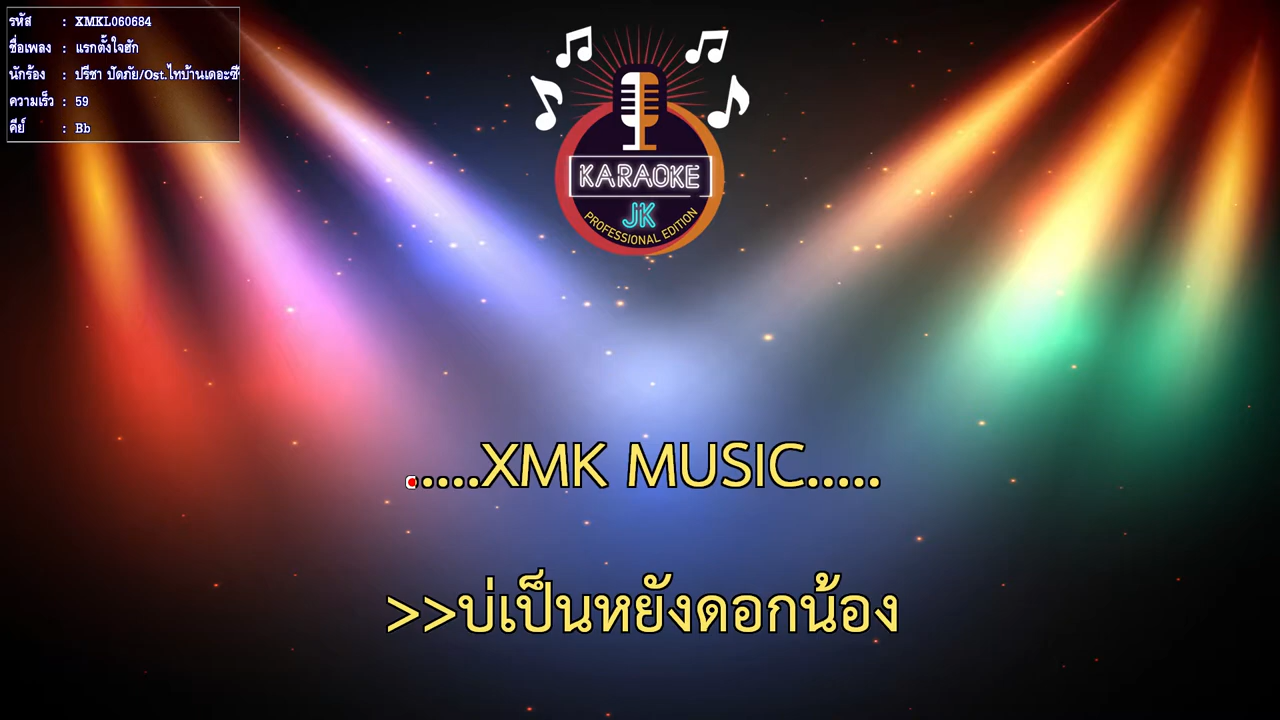 รหัส : XMKL060684
ชื่อเพลง : แรกตั้งใจฮัก
นักร้อง : ปรีชา ปัดภัย/Ost.ไทบ้านเดอะซี
ความเร็ว : 59
คีย์ : Bb
KARAOKE
JK
PROFESSIONAL EDITION
.....XMK MUSIC.....
>>บ่เป็นหยังดอกน้อง